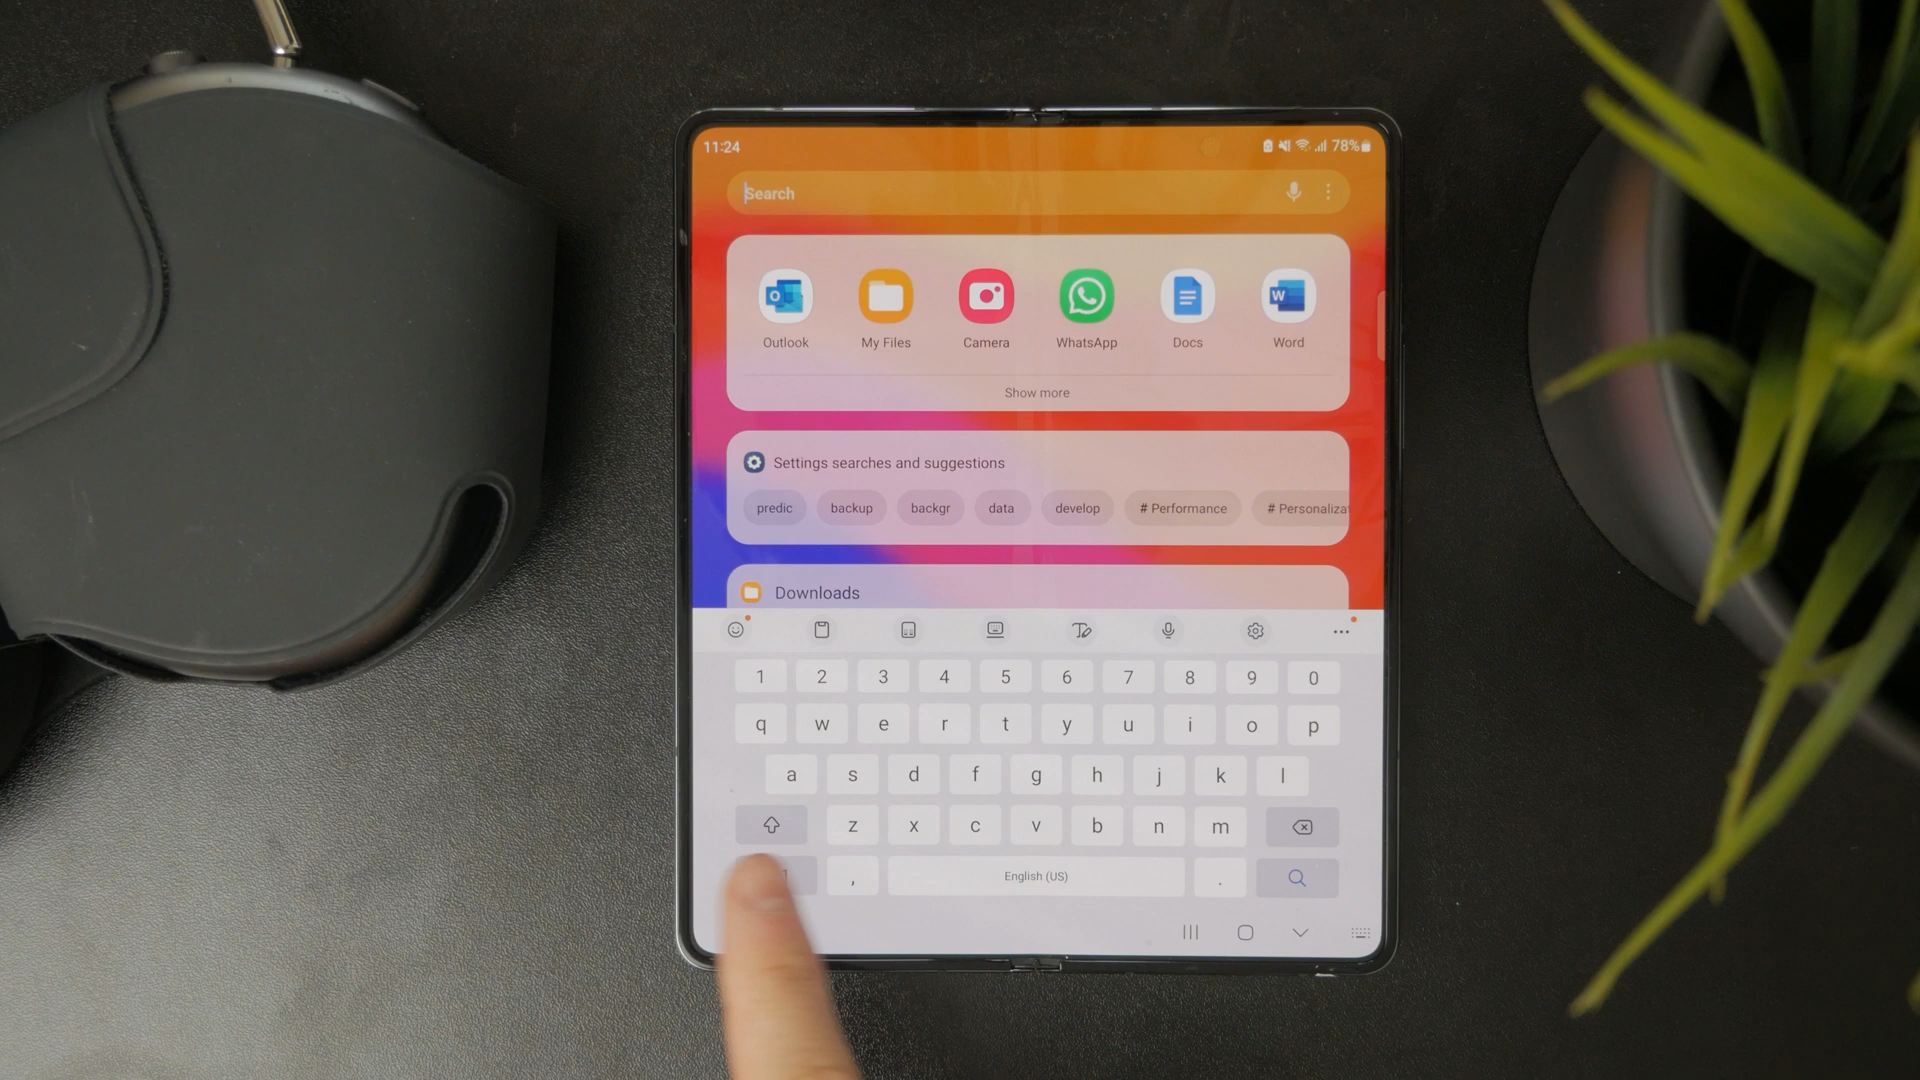 11:24 78%
Search
Outlook My Files Camera WhatsApp Docs Word
Show more
Settings searches and suggestions
predic backup backgr data develop # Performance # Personaliza
Downloads
1 2 3 4 5 6 7 8 9 0
q w e r t y u i o p
a s d f g h j k l
z x c v b n m
, English (US) .